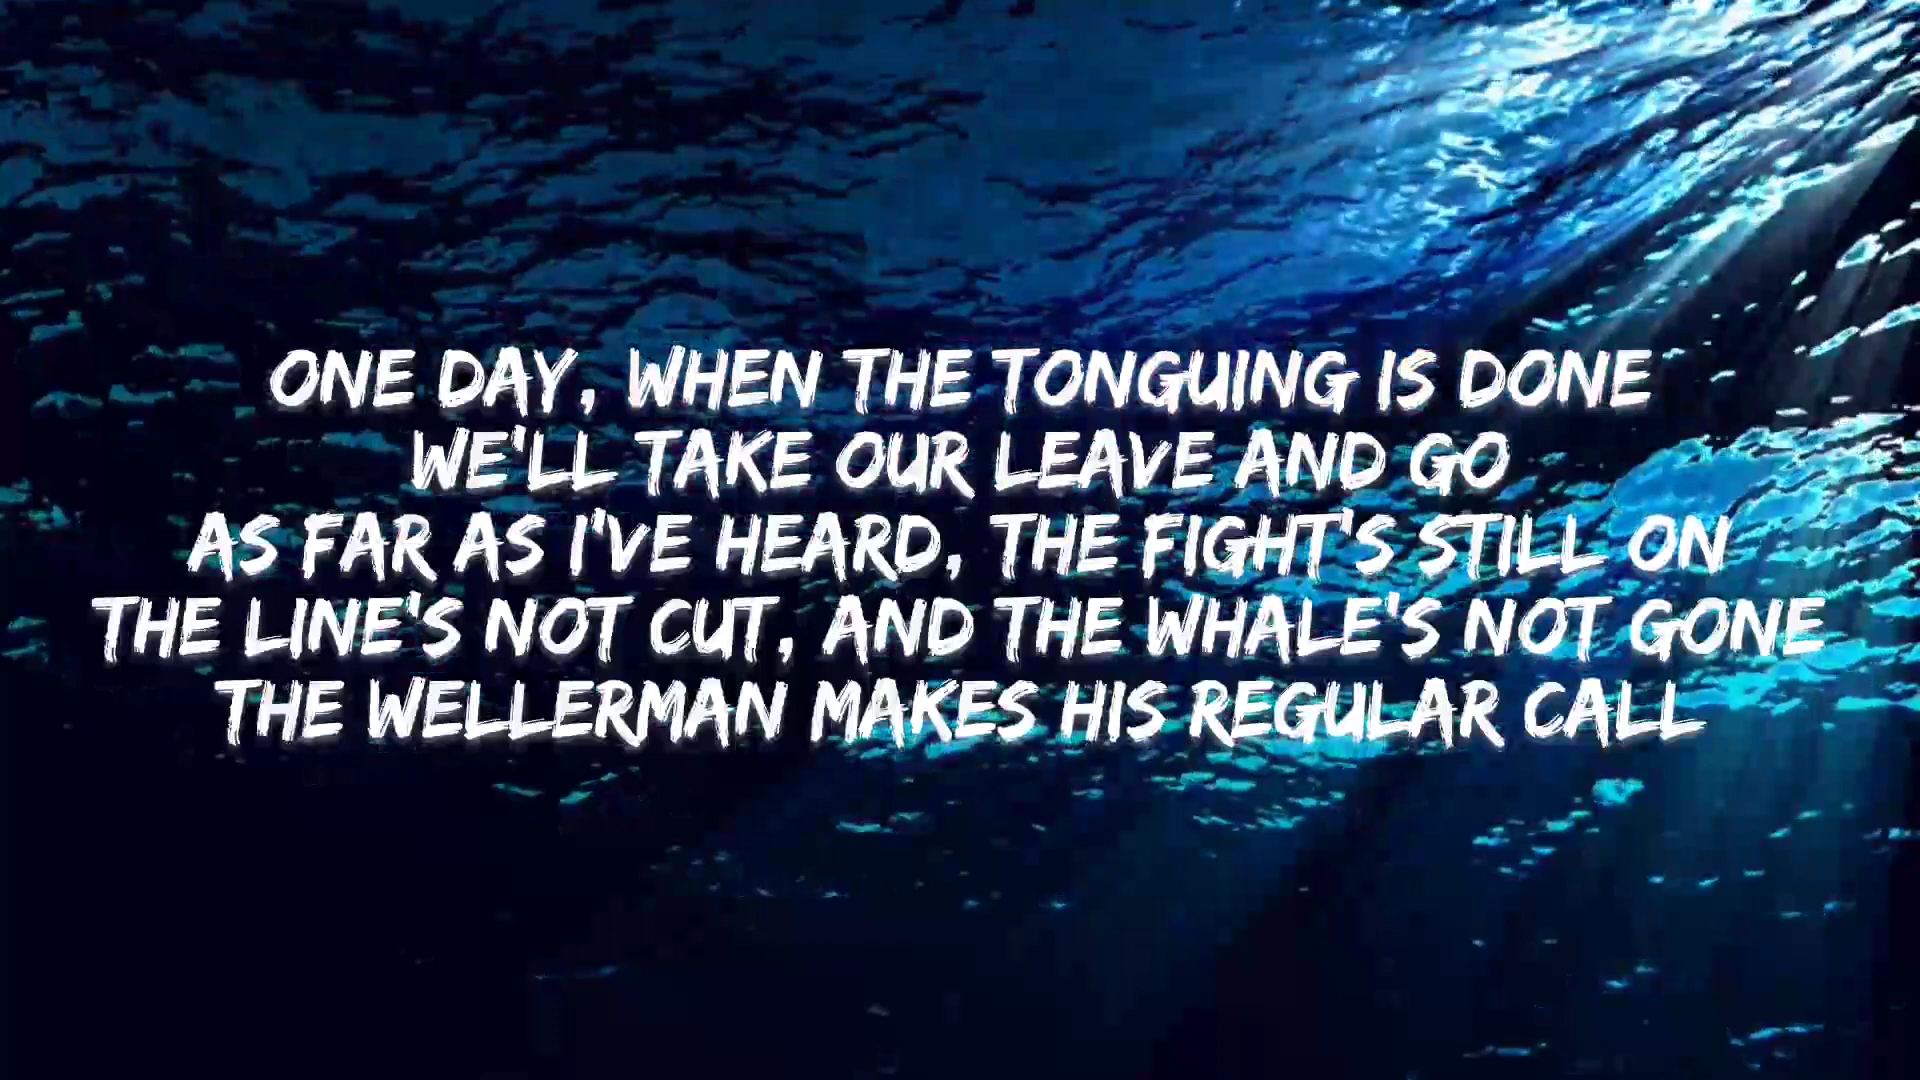 ONE DAY, WHEN THE TONGUING IS DONE
WE'LL TAKE OUR LEAVE AND GO
AS FAR AS I'VE HEARD, THE FIGHT'S STILL ON
THE LINE'S NOT CUT, AND THE WHALE'S NOT GONE
THE WELLERMAN MAKES HIS REGULAR CALL